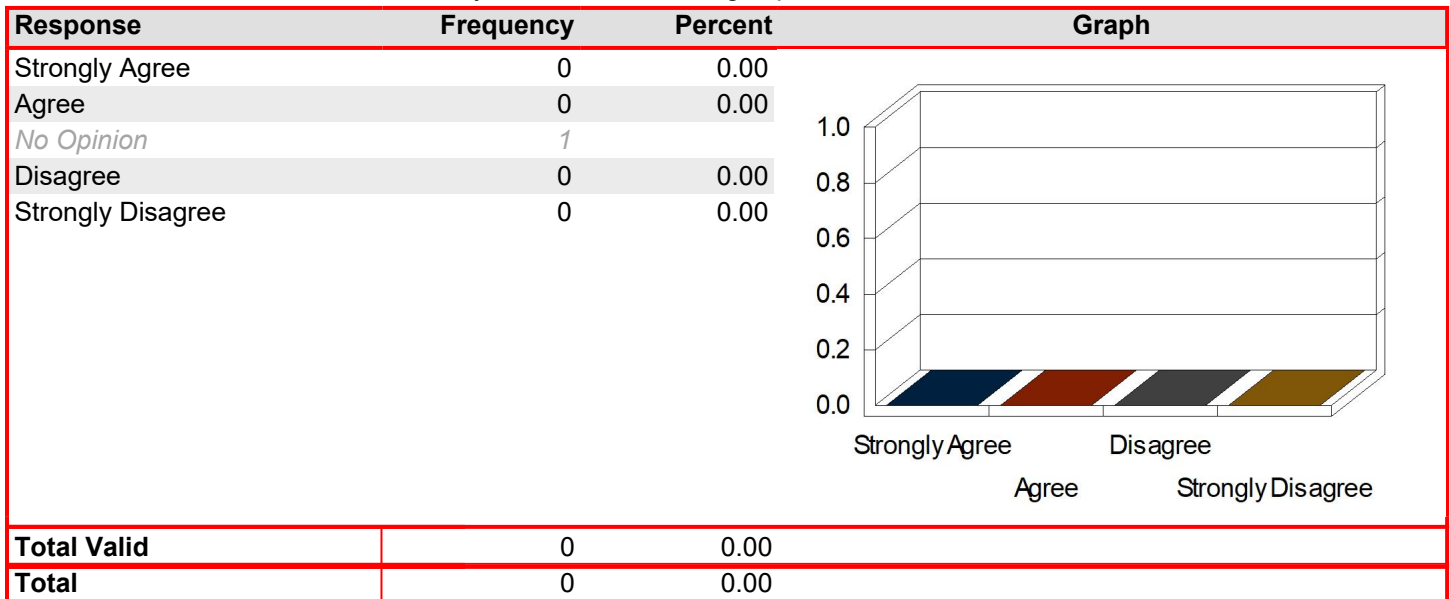 Response Frequency Percent Graph
Strongly Agree 0 0.00
Agree 0 0.00
No Opinion 1
Disagree 0 0.00
Strongly Disagree 0 0.00
1.0
0.8
0.6
0.4
0.2
0.0
Strongly Agree Disagree
Agree Strongly Disagree
Total Valid 0 0.00
Total 0 0.00